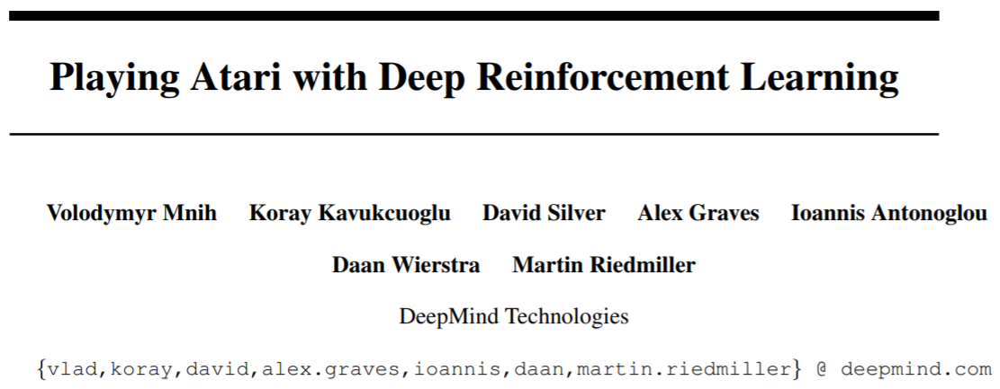 Playing Atari with Deep Reinforcement Learning
Volodymyr Mnih Koray Kavukcuoglu David Silver Alex Graves Ioannis Antonoglou
Daan Wierstra Martin Riedmiller
DeepMind Technologies
{vlad,koray,david,alex.graves,ioannis,daan,martin.riedmiller} @ deepmind.com